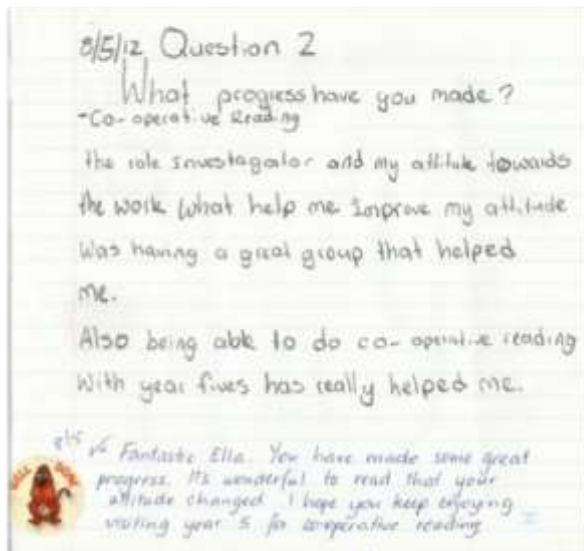 8/5/12 Question 2
What progress have you made?
-Co-operative Reading
the role Investagator and my attitude towards
the work what help me Improve my attitude
Was having a great group that helped
me.
Also being able to do co-operative reading
With year fives has really helped me.
8/5 Fantastic Ella. You have made some great
progress. It's wonderful to read that your
attitude changed. I hope you keep enjoying
visiting year 5 for cooperative reading
WELL DONE